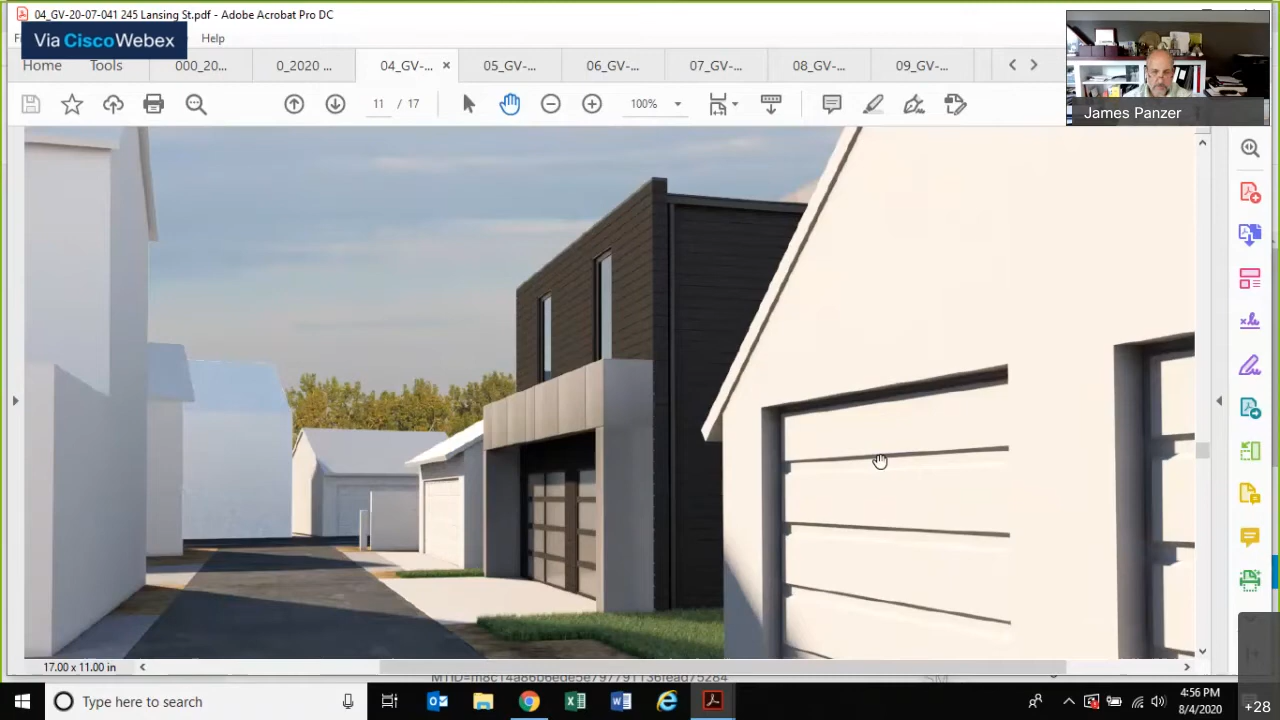 04_GV-20-07-041 245 Lansing St.pdf - Adobe Acrobat Pro DC
Via Cisco Webex
Help
Home
Tools
000_20...
0_2020 ...
04_GV-...
05_GV-...
06_GV-...
07_GV-...
08_GV-...
09_GV-...
11 / 17
100%
James Panzer
17.00 x 11.00 in
Type here to search
4:56 PM
8/4/2020
+28